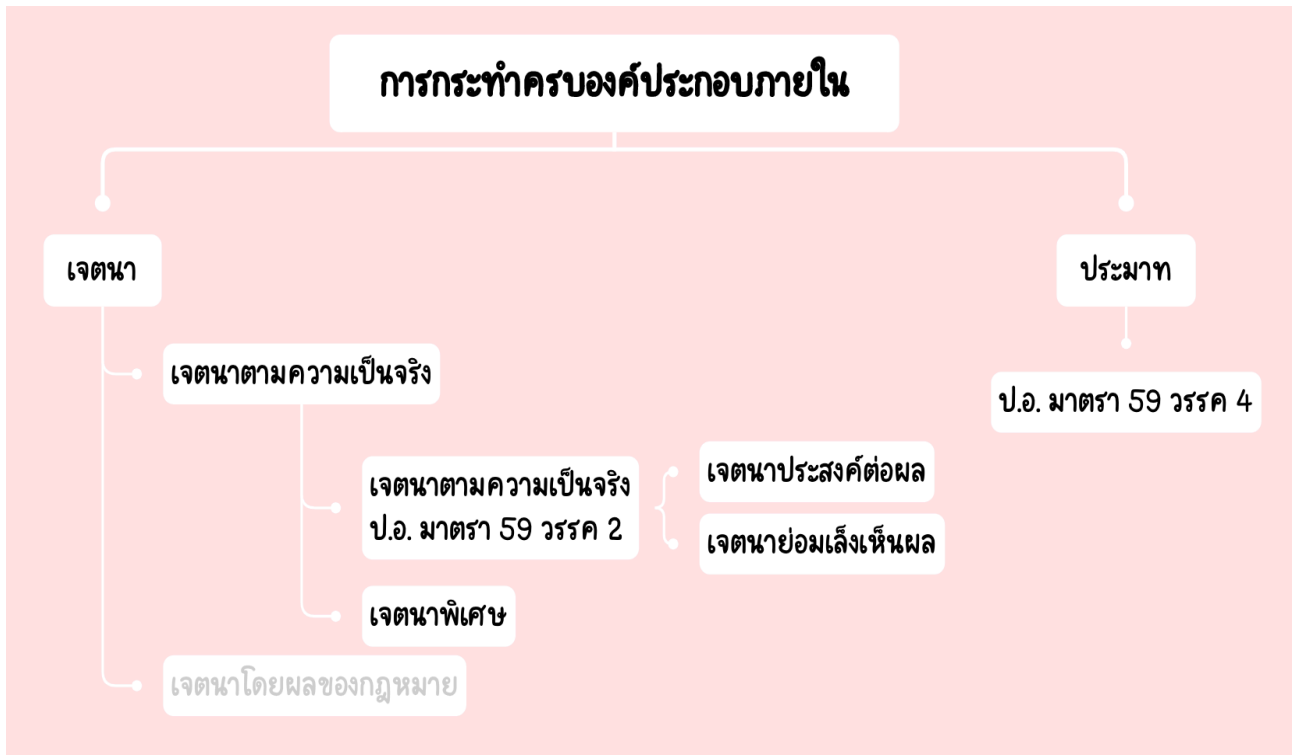 การกระทำครบองค์ประกอบภายใน
เจตนา
ประมาท
เจตนาตามความเป็นจริง
ป.อ. มาตรา 59 วรรค 4
เจตนาตามความเป็นจริง
ป.อ. มาตรา 59 วรรค 2
เจตนาประสงค์ต่อผล
เจตนาย่อมเล็งเห็นผล
เจตนาพิเศษ
เจตนาโดยผลของกฎหมาย